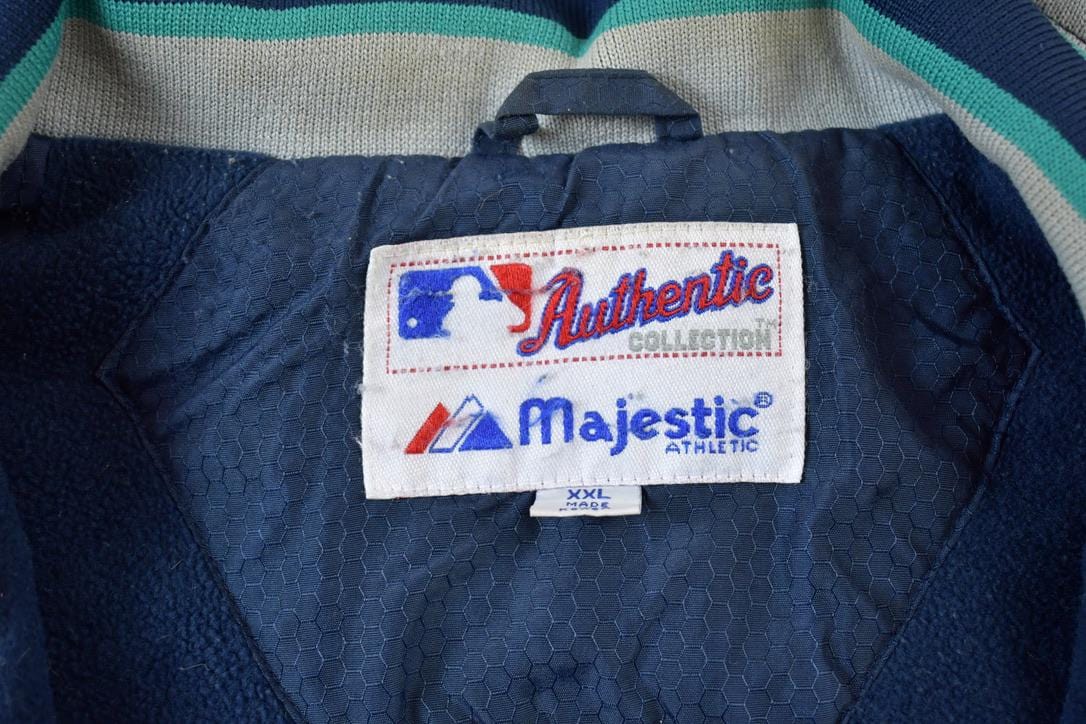 Authentic
COLLECTION™
Majestic®
ATHLETIC
XXL
MADE